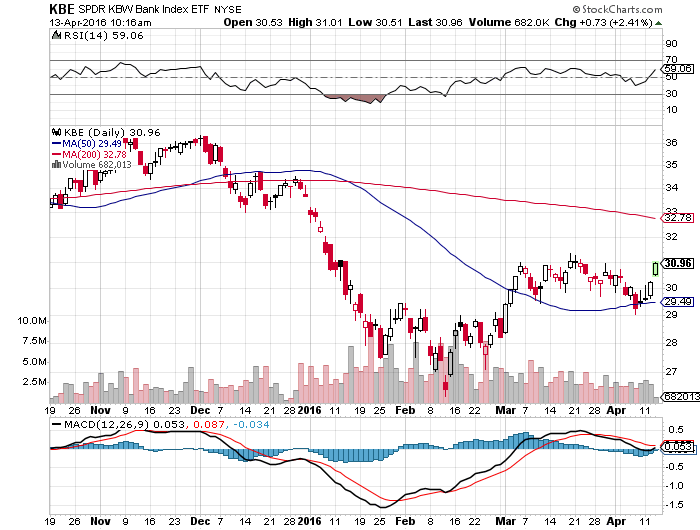 KBE SPDR KBW Bank Index ETF NYSE © StockCharts.com
13-Apr-2016 10:16am Open 30.53 High 31.01 Low 30.51 Last 30.96 Volume 682.0K Chg +0.73 (+2.41%)
RSI(14) 59.06
90
70
59.06
50
30
10
KBE (Daily) 30.96
MA(50) 29.49
MA(200) 32.78
Volume 682,013
36
35
34
33
32.78
32
30.96
30
29.49
29
28
27
10.0M
7.5M
5.0M
2.5M
682013
19 26 Nov 9 16 23 Dec 7 14 21 28 2016 11 19 25 Feb 8 16 22 Mar 7 14 21 28 Apr 11
MACD(12,26,9) 0.053, 0.087, -0.034
0.5
0.053
-0.5
-1.0
-1.5
19 26 Nov 9 16 23 Dec 7 14 21 28 2016 11 19 25 Feb 8 16 22 Mar 7 14 21 28 Apr 11